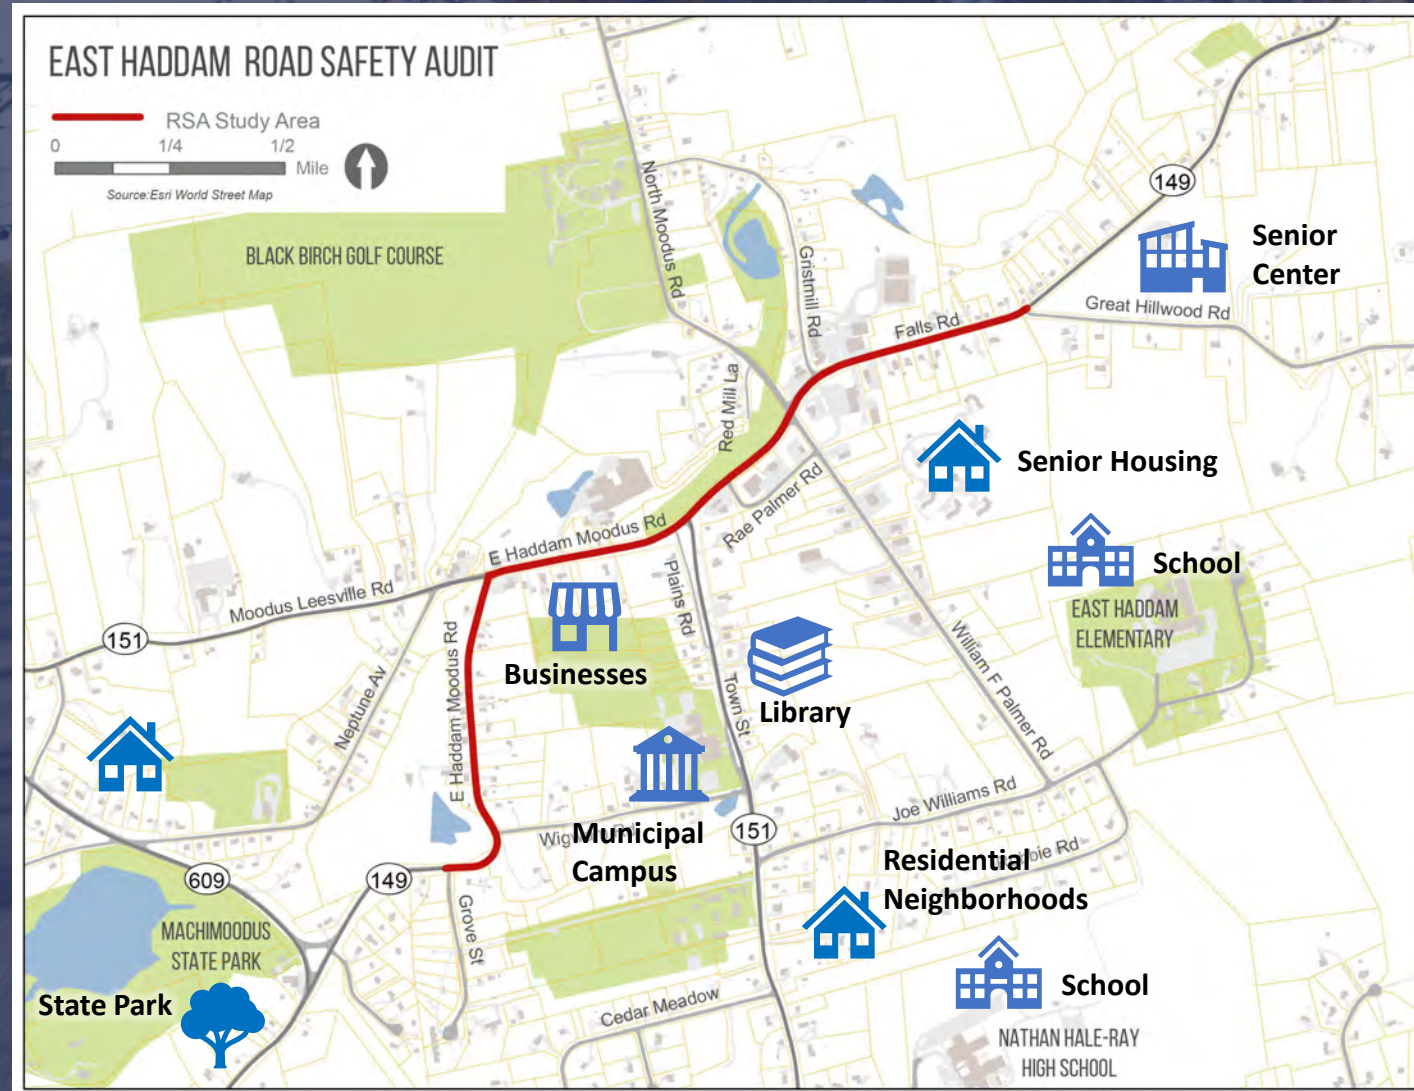 EAST HADDAM ROAD SAFETY AUDIT
RSA Study Area
0 1/4 1/2
Mile
Source:Esri World Street Map
BLACK BIRCH GOLF COURSE
North Moodus Rd
Gristmill Rd
149
Senior
Center
Great Hillwood Rd
Falls Rd
Red Mill La
Senior Housing
Rae Palmer Rd
E Haddam Moodus Rd
School
EAST HADDAM
ELEMENTARY
Moodus Leesville Rd
151
Plains Rd
Businesses
E Haddam Moodus Rd
Neptune Av
William F Palmer Rd
Town St
Library
Joe Williams Rd
Municipal
Campus
151
Residential
Neighborhoods
Rd
609
149
Grove St
MACHIMOODUS
STATE PARK
State Park
Cedar Meadow
School
NATHAN HALE-RAY
HIGH SCHOOL